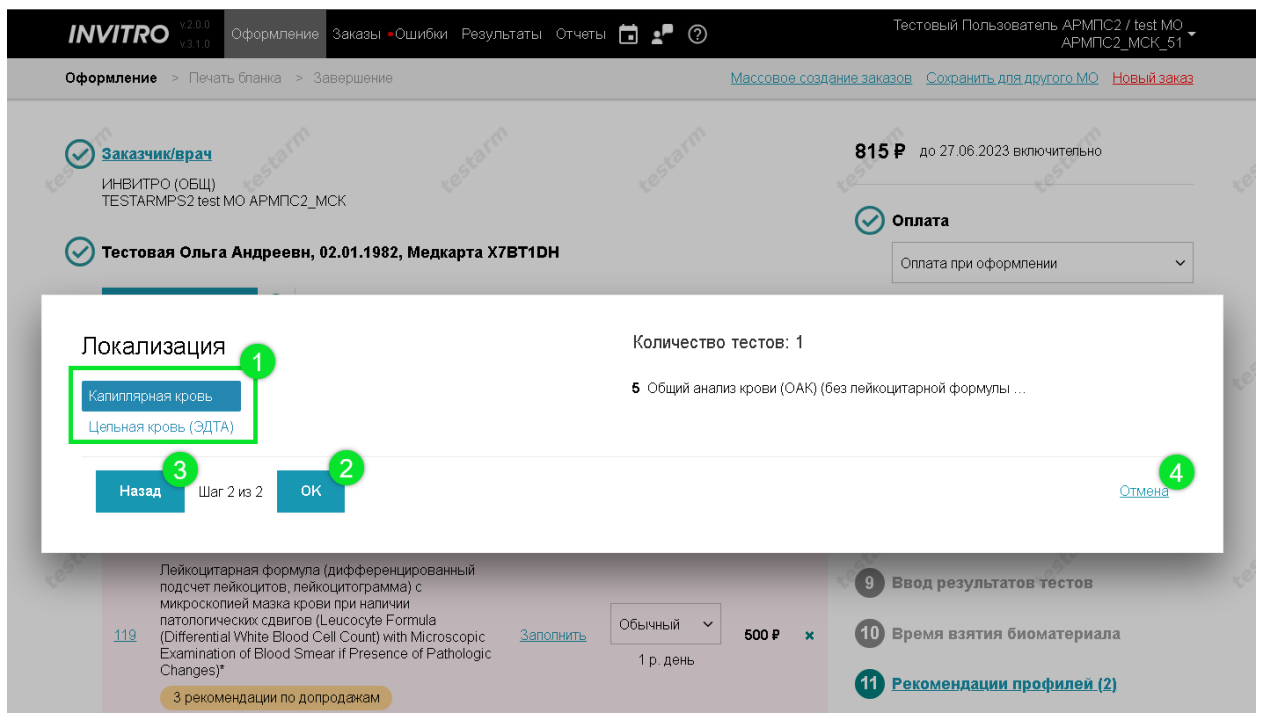 INVITRO
v.2.0.0
v.3.1.0
Оформление Заказы •Ошибки Результаты Отчеты
Тестовый Пользователь АРМПС2 / test МО
АРМПС2_МСК_51
Оформление > Печать бланка > Завершение
Массовое создание заказов Сохранить для другого МО Новый заказ
Заказчик/врач
ИНВИТРО (ОБЩ)
TESTARMPS2 test МО АРМПС2_МСК
Тестовая Ольга Андреевн, 02.01.1982, Медкарта X7BT1DH
815 ₽ до 27.06.2023 включительно
Оплата
Оплата при оформлении
Локализация
1
Капиллярная кровь
Цельная кровь (ЭДТА)
Количество тестов: 1
5 Общий анализ крови (ОАК) (без лейкоцитарной формулы ...
3
2
4
Назад Шаг 2 из 2 OK
Отмена
Лейкоцитарная формула (дифференцированный
подсчет лейкоцитов, лейкоцитограмма) с
микроскопией мазка крови при наличии
патологических сдвигов (Leucocyte Formula
(Differential White Blood Cell Count) with Microscopic
Examination of Blood Smear if Presence of Pathologic
Changes)*
119
Заполнить
Обычный
500 ₽ ×
1 р. день
3 рекомендации по допродажам
9 Ввод результатов тестов
10 Время взятия биоматериала
11 Рекомендации профилей (2)
testarm
testarm
testarm
testarm
testarm